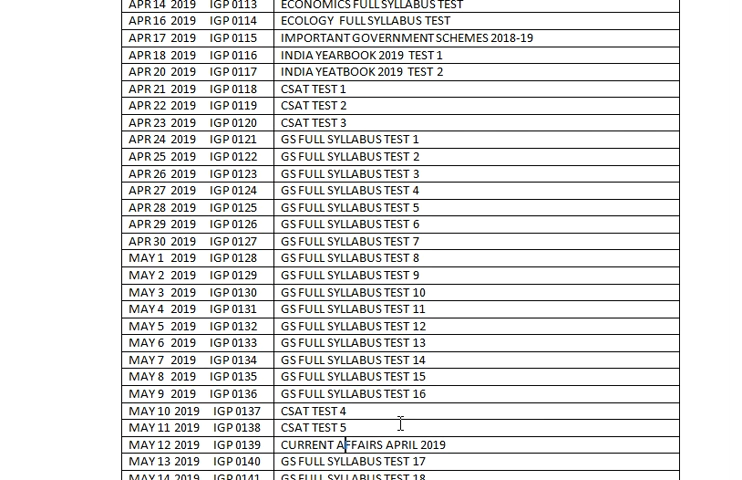 APR 14 2019 IGP 0113 ECONOMICS FULL SYLLABUS TEST
APR 16 2019 IGP 0114 ECOLOGY FULL SYLLABUS TEST
APR 17 2019 IGP 0115 IMPORTANT GOVERNMENT SCHEMES 2018-19
APR 18 2019 IGP 0116 INDIA YEARBOOK 2019 TEST 1
APR 20 2019 IGP 0117 INDIA YEATBOOK 2019 TEST 2
APR 21 2019 IGP 0118 CSAT TEST 1
APR 22 2019 IGP 0119 CSAT TEST 2
APR 23 2019 IGP 0120 CSAT TEST 3
APR 24 2019 IGP 0121 GS FULL SYLLABUS TEST 1
APR 25 2019 IGP 0122 GS FULL SYLLABUS TEST 2
APR 26 2019 IGP 0123 GS FULL SYLLABUS TEST 3
APR 27 2019 IGP 0124 GS FULL SYLLABUS TEST 4
APR 28 2019 IGP 0125 GS FULL SYLLABUS TEST 5
APR 29 2019 IGP 0126 GS FULL SYLLABUS TEST 6
APR 30 2019 IGP 0127 GS FULL SYLLABUS TEST 7
MAY 1 2019 IGP 0128 GS FULL SYLLABUS TEST 8
MAY 2 2019 IGP 0129 GS FULL SYLLABUS TEST 9
MAY 3 2019 IGP 0130 GS FULL SYLLABUS TEST 10
MAY 4 2019 IGP 0131 GS FULL SYLLABUS TEST 11
MAY 5 2019 IGP 0132 GS FULL SYLLABUS TEST 12
MAY 6 2019 IGP 0133 GS FULL SYLLABUS TEST 13
MAY 7 2019 IGP 0134 GS FULL SYLLABUS TEST 14
MAY 8 2019 IGP 0135 GS FULL SYLLABUS TEST 15
MAY 9 2019 IGP 0136 GS FULL SYLLABUS TEST 16
MAY 10 2019 IGP 0137 CSAT TEST 4
MAY 11 2019 IGP 0138 CSAT TEST 5
MAY 12 2019 IGP 0139 CURRENT AFFAIRS APRIL 2019
MAY 13 2019 IGP 0140 GS FULL SYLLABUS TEST 17
MAY 14 2019 IGP 0141 GS FULL SYLLABUS TEST 18